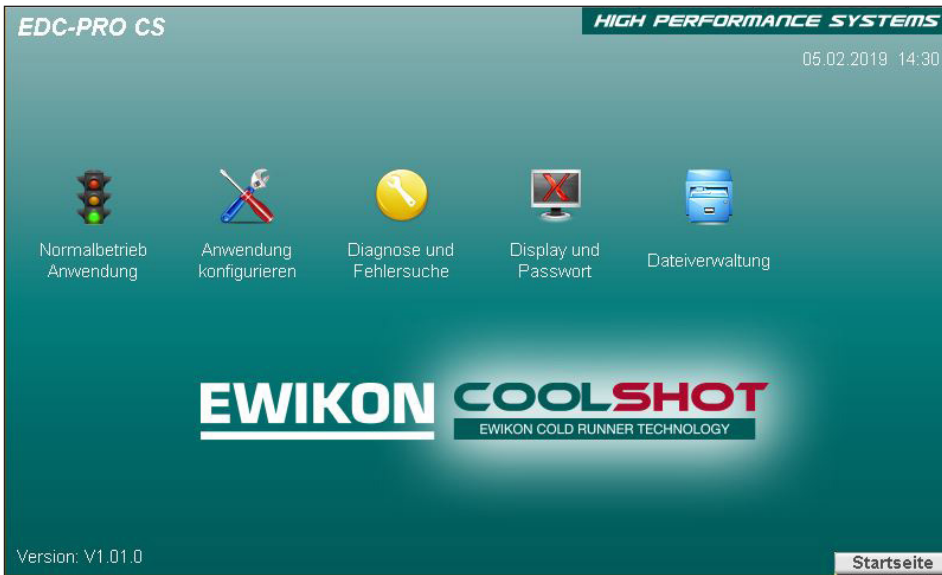 EDC-PRO CS
HIGH PERFORMANCE SYSTEMS
05.02.2019 14:30
Normalbetrieb
Anwendung
Anwendung
konfigurieren
Diagnose und
Fehlersuche
Display und
Passwort
Dateiverwaltung
EWIKON
COOLSHOT
EWIKON COLD RUNNER TECHNOLOGY
Version: V1.01.0
Startseite